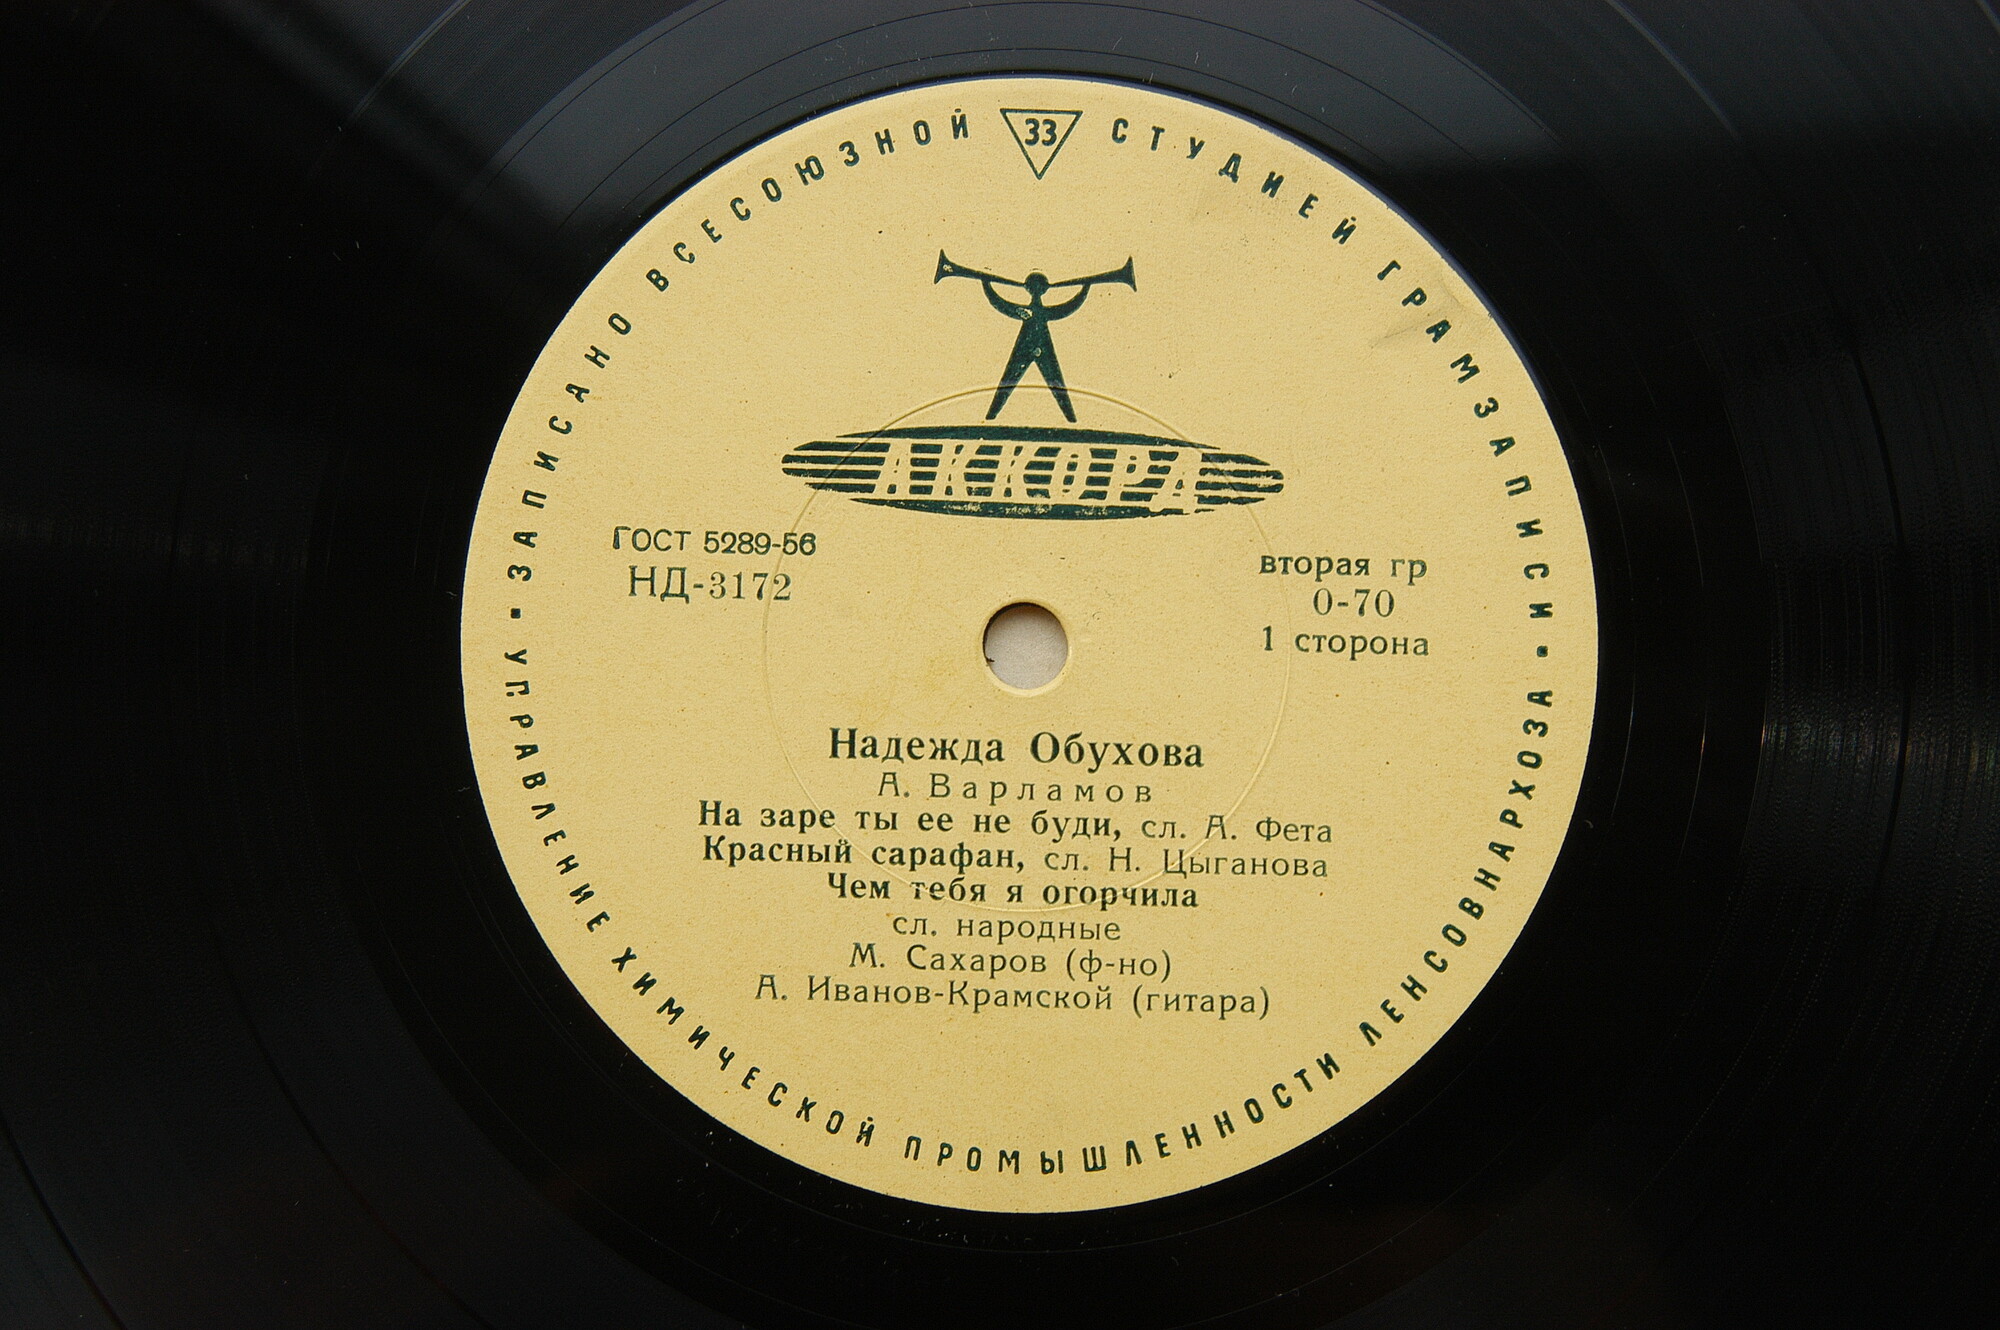 ЗАПИСАНО ВСЕСОЮЗНОЙ 33 СТУДИЕЙ ГРАМЗАПИСИ
АККОРД
ГОСТ 5289-56
НД-3172
вторая гр
0-70
1 сторона
Надежда Обухова
А. Варламов
На заре ты ее не буди, сл. А. Фета
Красный сарафан, сл. Н. Цыганова
Чем тебя я огорчила
сл. народные
М. Сахаров (ф-но)
А. Иванов-Крамской (гитара)
• УПРАВЛЕНИЕ ХИМИЧЕСКОЙ ПРОМЫШЛЕННОСТИ ЛЕНСОВНАРХОЗА •